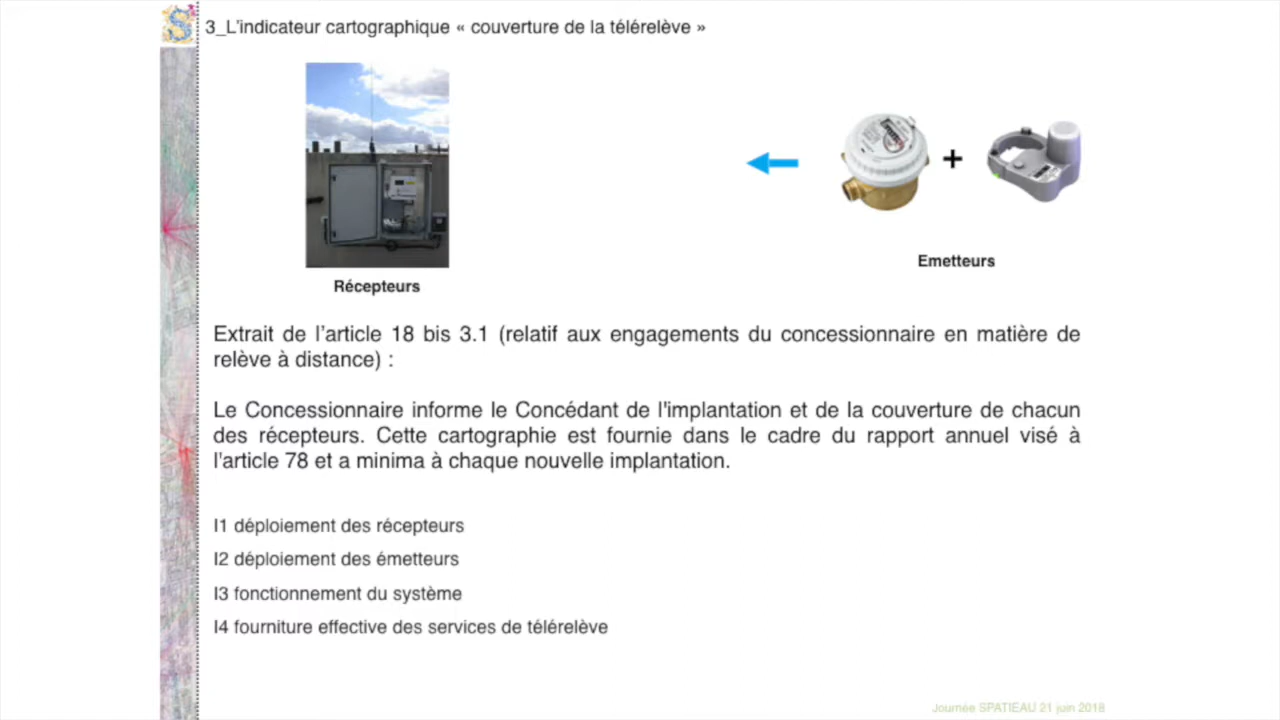 3_L'indicateur cartographique « couverture de la télérelève »
+
Emetteurs
Récepteurs
Extrait de l'article 18 bis 3.1 (relatif aux engagements du concessionnaire en matière de
relève à distance) :
Le Concessionnaire informe le Concédant de l'implantation et de la couverture de chacun
des récepteurs. Cette cartographie est fournie dans le cadre du rapport annuel visé à
l'article 78 et a minima à chaque nouvelle implantation.
I1 déploiement des récepteurs
I2 déploiement des émetteurs
I3 fonctionnement du système
I4 fourniture effective des services de télérelève
Journée SPATIEAU 21 juin 2018